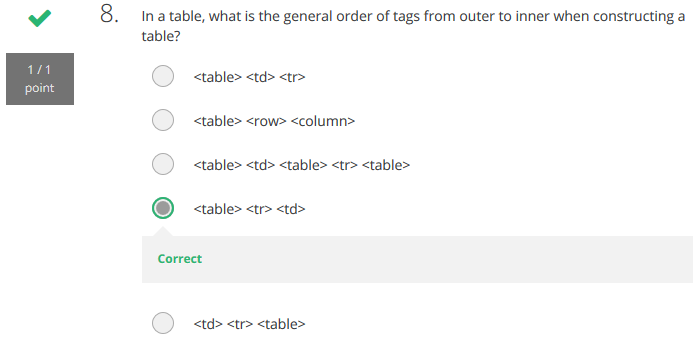 8. In a table, what is the general order of tags from outer to inner when constructing a
table?
1 / 1
point
<table> <td> <tr>
<table> <row> <column>
<table> <td> <table> <tr> <table>
<table> <tr> <td>
Correct
<td> <tr> <table>